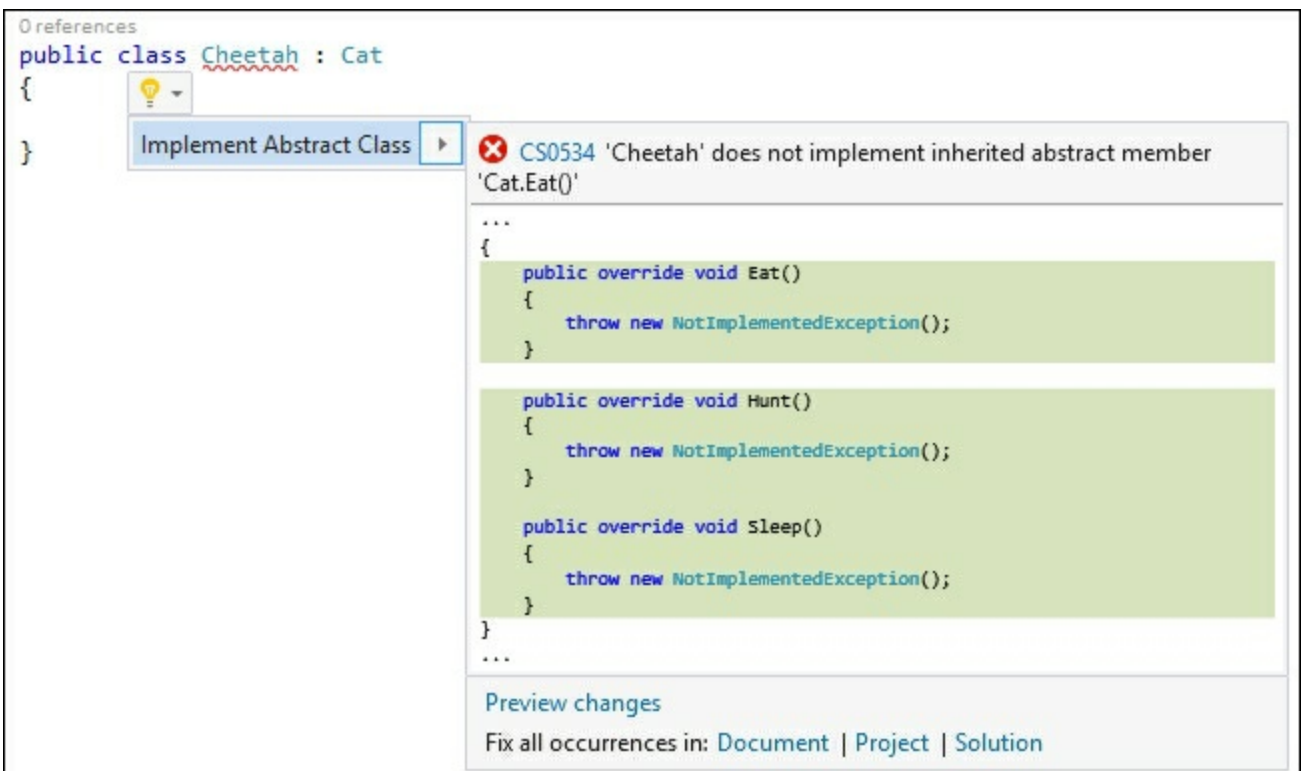 0 references
public class Cheetah : Cat
{
}
Implement Abstract Class
CS0534 'Cheetah' does not implement inherited abstract member
'Cat.Eat()'
...
{
public override void Eat()
{
throw new NotImplementedException();
}
public override void Hunt()
{
throw new NotImplementedException();
}
public override void Sleep()
{
throw new NotImplementedException();
}
}
...
Preview changes
Fix all occurrences in: Document | Project | Solution